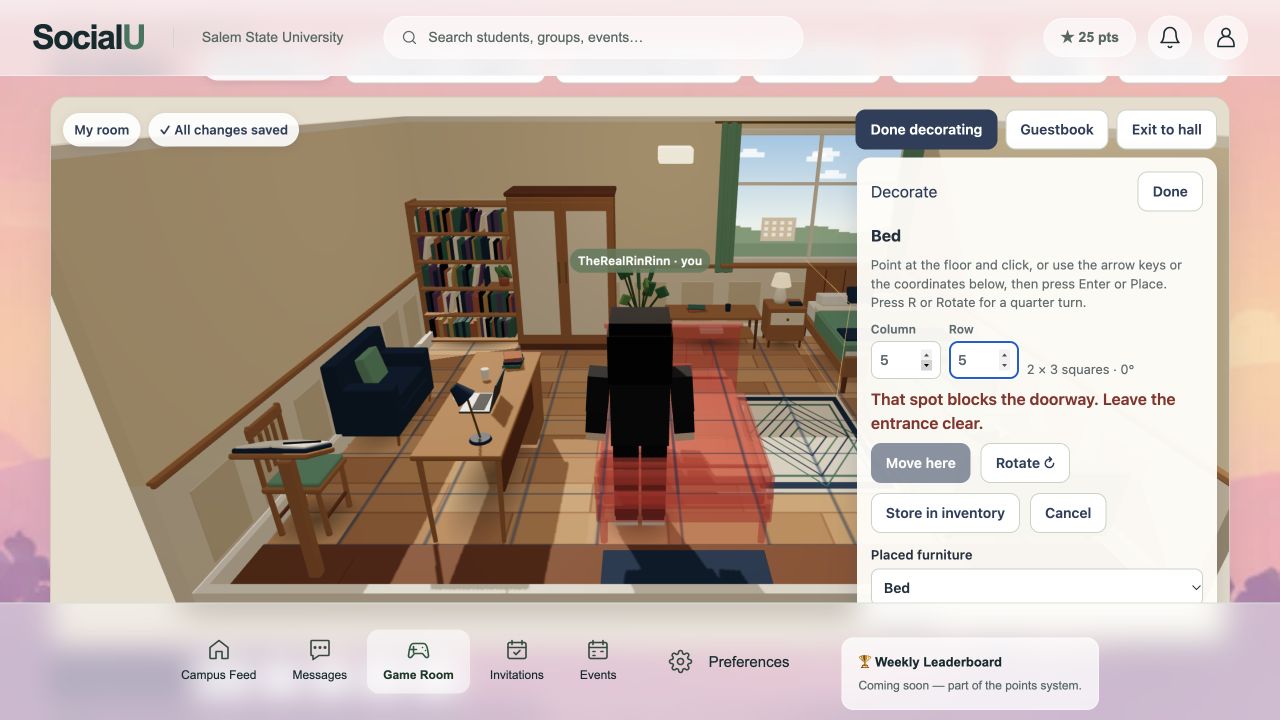 SocialU
Salem State University
Search students, groups, events…
★ 25 pts
My room
✓ All changes saved
Done decorating
Guestbook
Exit to hall
Decorate
Done
Bed
Point at the floor and click, or use the arrow keys or
the coordinates below, then press Enter or Place.
Press R or Rotate for a quarter turn.
Column
Row
5
5
2 × 3 squares · 0°
That spot blocks the doorway. Leave the
entrance clear.
Move here
Rotate ↻
Store in inventory
Cancel
Placed furniture
Bed
TheRealRinRinn · you
Campus Feed
Messages
Game Room
Invitations
Events
Preferences
🏆 Weekly Leaderboard
Coming soon — part of the points system.